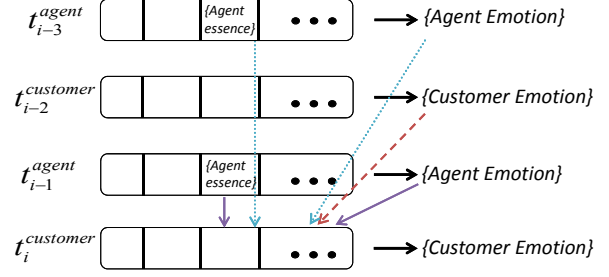 t_{i-3}^{agent} {Agent essence} ••• {Agent Emotion}
t_{i-2}^{customer} ••• {Customer Emotion}
t_{i-1}^{agent} {Agent essence} ••• {Agent Emotion}
t_i^{customer} ••• {Customer Emotion}